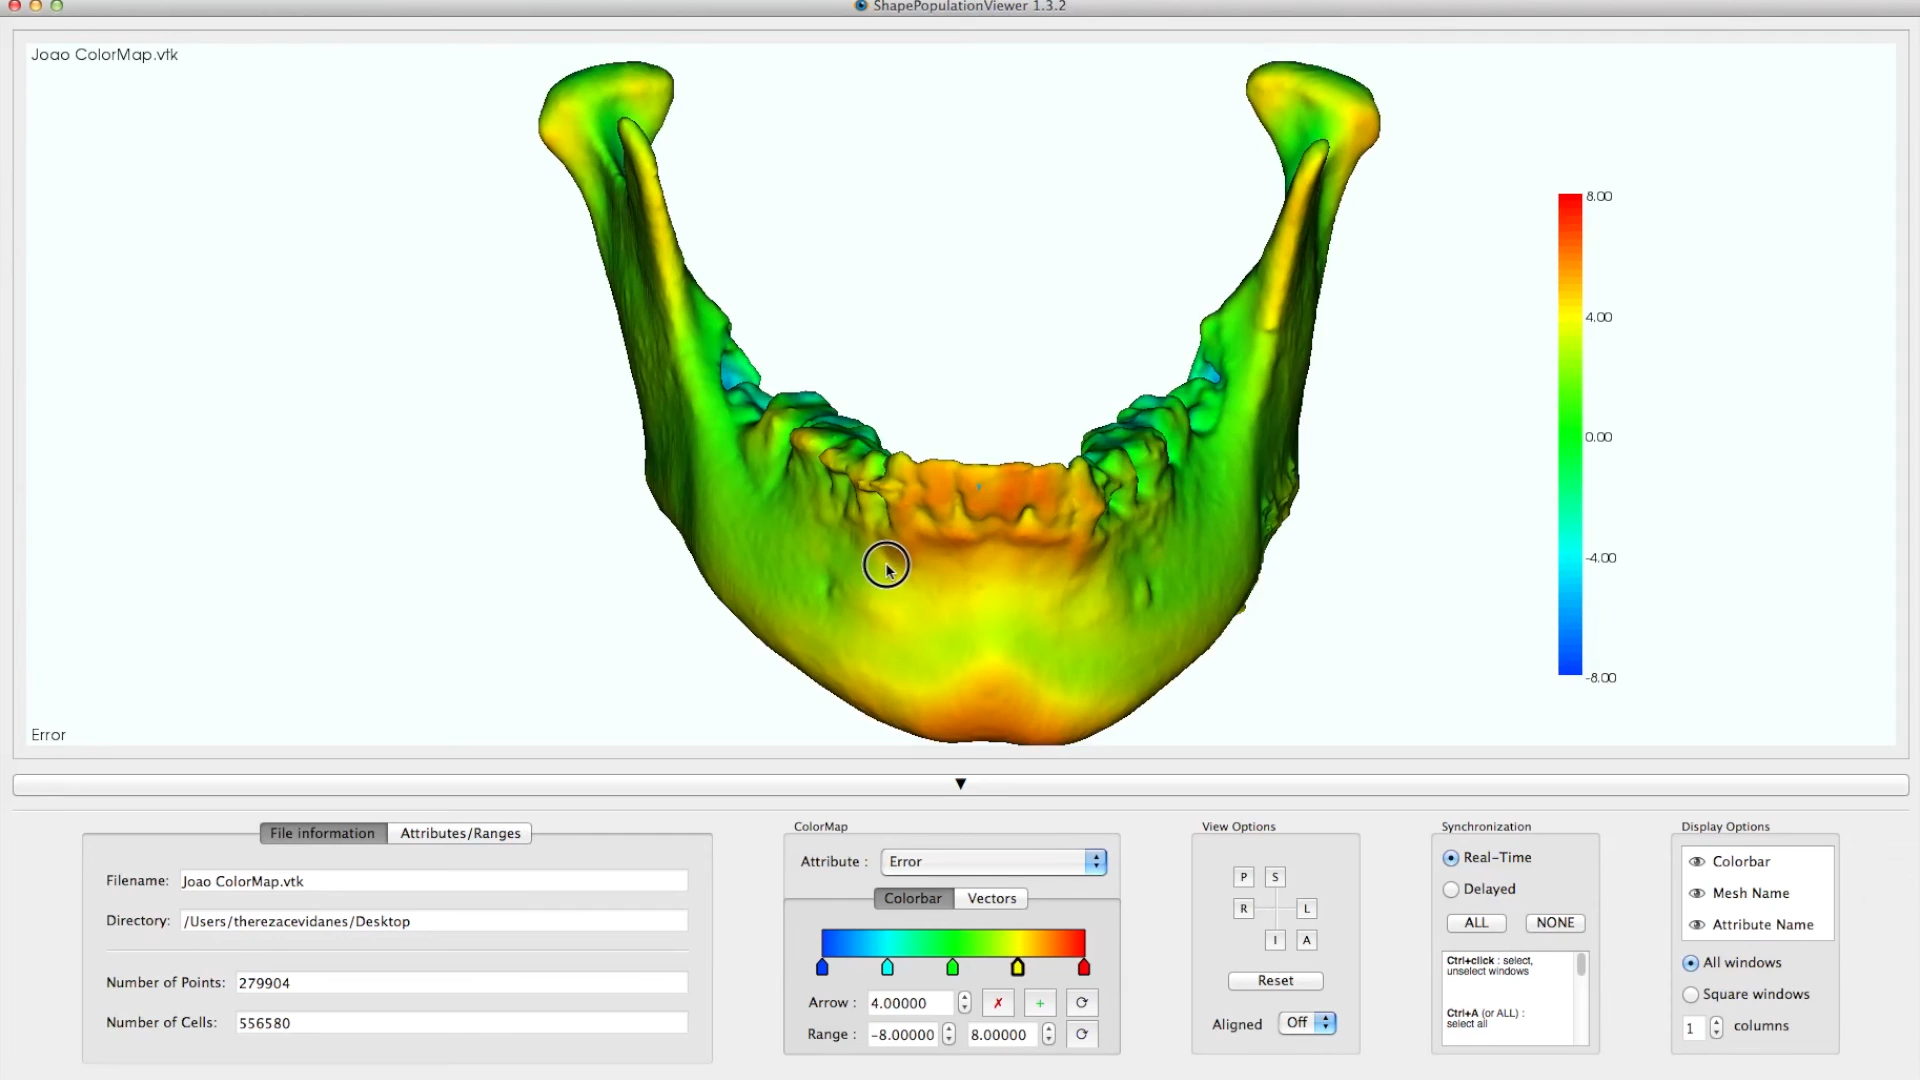 ShapePopulationViewer 1.3.2
Joao ColorMap.vtk
8.00
4.00
0.00
-4.00
-8.00
Error
▼
File information Attributes/Ranges
Filename: Joao ColorMap.vtk
Directory: /Users/therezacevidanes/Desktop
Number of Points: 279904
Number of Cells: 556580
ColorMap
Attribute : Error
Colorbar Vectors
Arrow : 4.00000 ✗ +
Range : -8.00000 8.00000
View Options
P S
R L
I A
Reset
Aligned Off
Synchronization
Real-Time
Delayed
ALL NONE
Ctrl+click : select,
unselect windows
Ctrl+A (or ALL) :
select all
Display Options
Colorbar
Mesh Name
Attribute Name
All windows
Square windows
1 columns